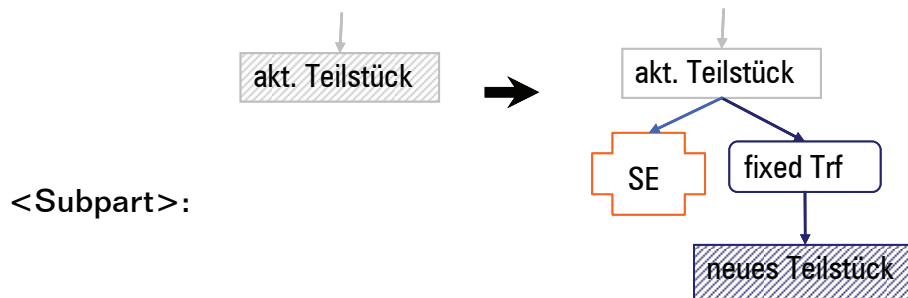 akt. Teilstück
akt. Teilstück
SE
fixed Trf
<Subpart>:
neues Teilstück